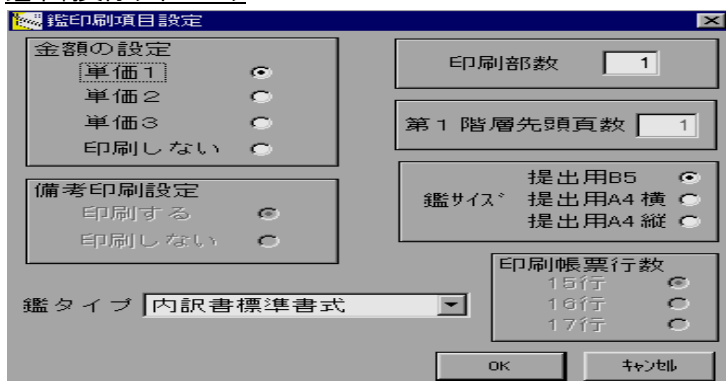 鑑印刷項目設定
金額の設定
単価1
単価2
単価3
印刷しない
印刷部数 1
第1階層先頭頁数 1
備考印刷設定
印刷する
印刷しない
鑑サイズ
提出用B5
提出用A4横
提出用A4縦
印刷帳票行数
15行
16行
17行
鑑タイプ 内訳書標準書式
OK キャンセル